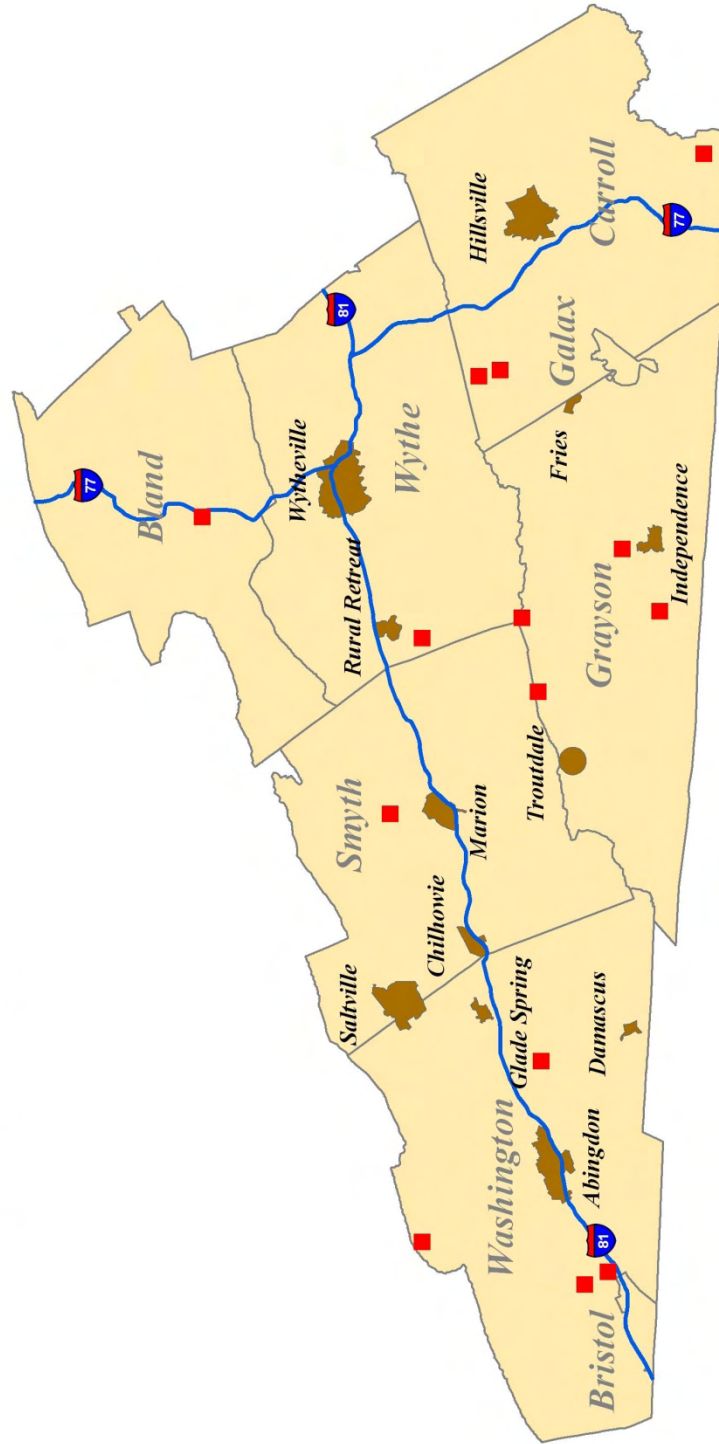 77
Bland
81
Wytheville
Wythe
Rural Retreat
Hillsville
Carroll
77
Galax
Fries
Independence
Grayson
Troutdale
Smyth
Marion
Chilhowie
Saltville
Glade Spring
Damascus
Washington
Abingdon
81
Bristol